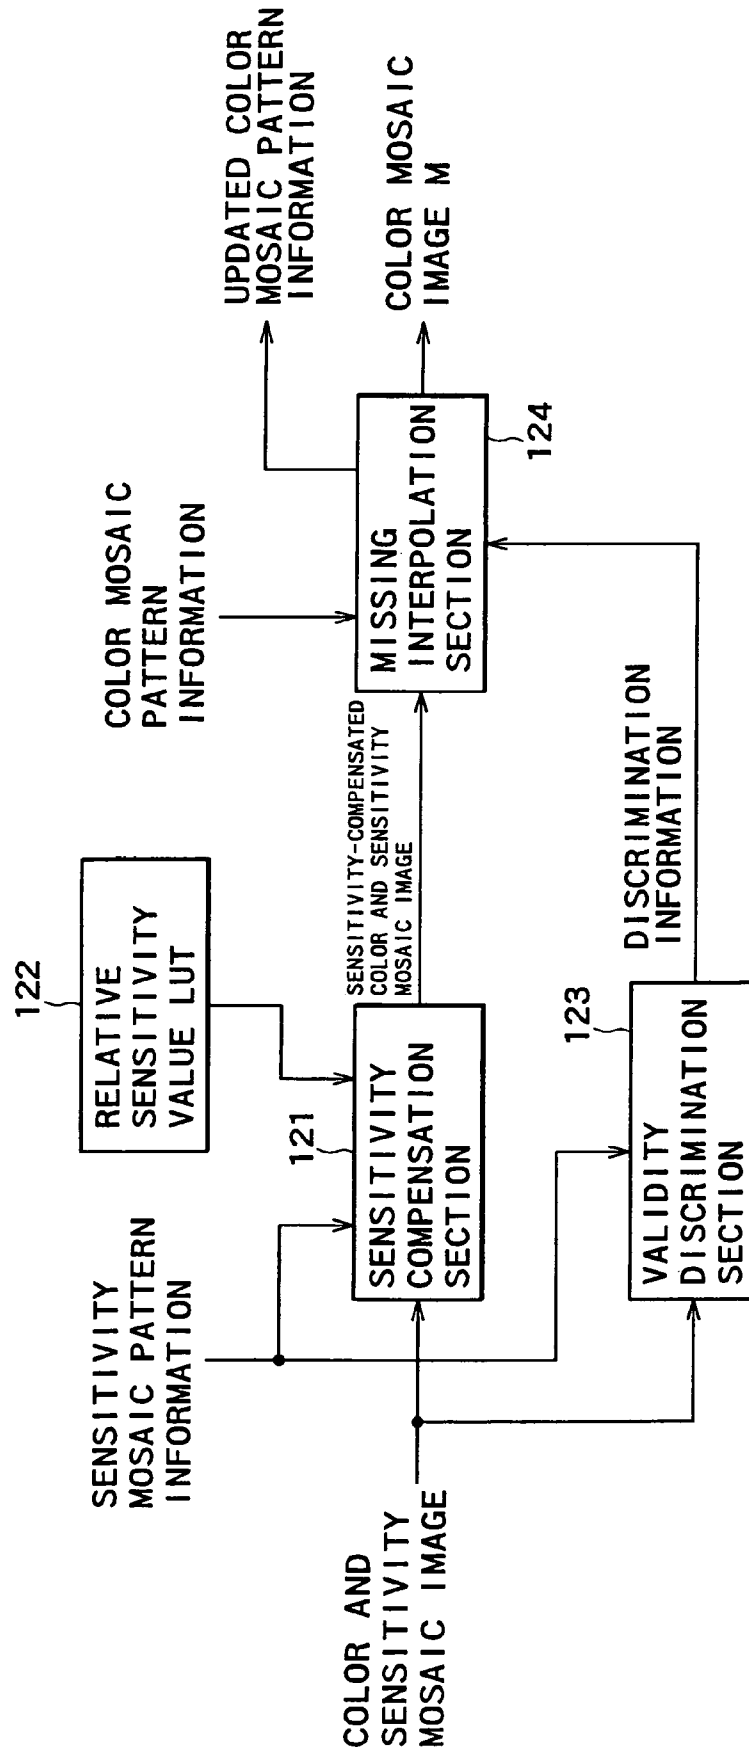 COLOR AND
SENSITIVITY
MOSAIC IMAGE
SENSITIVITY
MOSAIC PATTERN
INFORMATION
122
RELATIVE
SENSITIVITY
VALUE LUT
121
SENSITIVITY
COMPENSATION
SECTION
123
VALIDITY
DISCRIMINATION
SECTION
SENSITIVITY-COMPENSATED
COLOR AND SENSITIVITY
MOSAIC IMAGE
DISCRIMINATION
INFORMATION
COLOR MOSAIC
PATTERN
INFORMATION
MISSING
INTERPOLATION
SECTION
124
UPDATED COLOR
MOSAIC PATTERN
INFORMATION
COLOR MOSAIC
IMAGE M